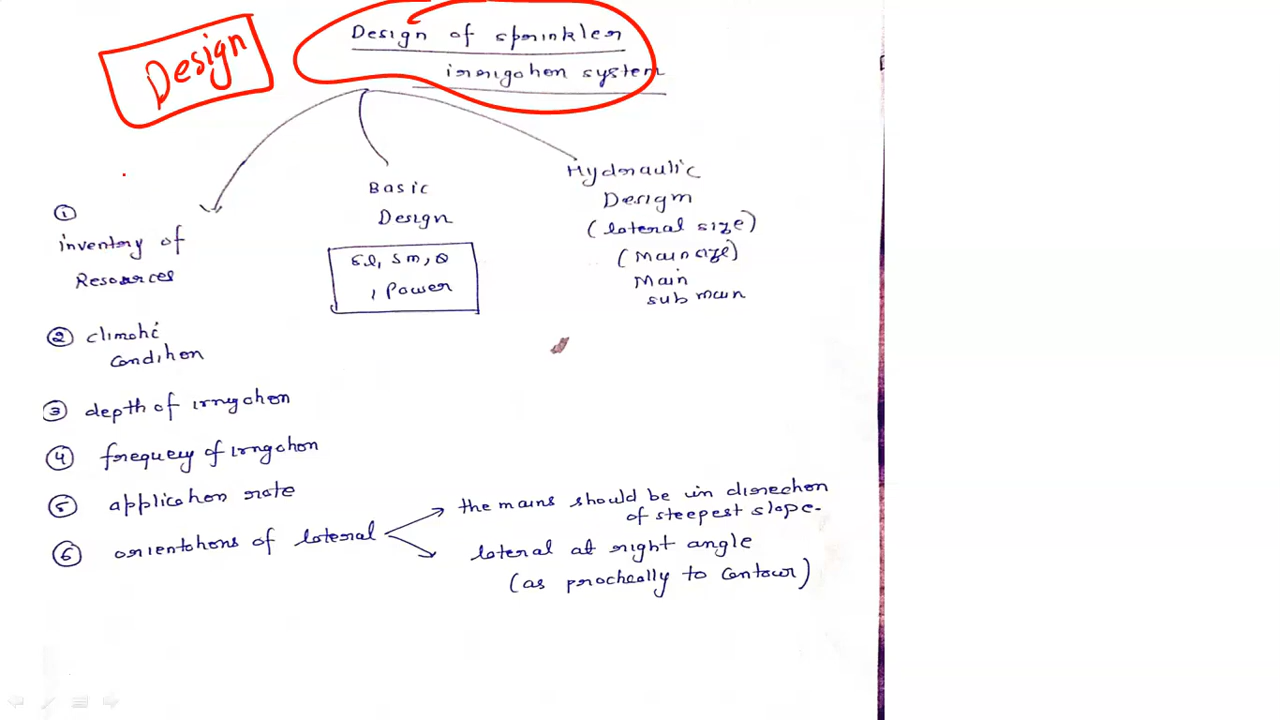 Design
Design of sprinkler
irrigation system
①
inventory of
Resources
Basic
Design
Sl, Sm, Q
, Power
Hydraulic
Design
(lateral size)
(Main size)
Main
sub main
② climatic
condition
③ depth of irrigation
④ frequency of irrigation
⑤ application rate
⑥ orientations of lateral
the mains should be in direction
of steepest slope.
lateral at right angle
(as practically to contour)